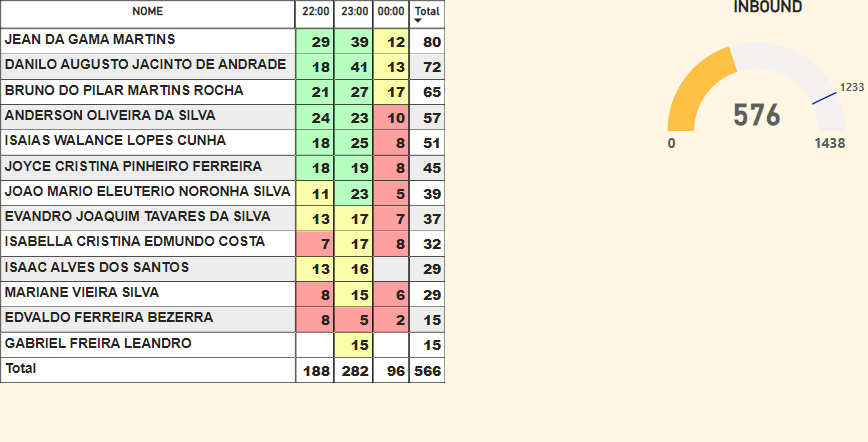 NOME 22:00 23:00 00:00 Total
JEAN DA GAMA MARTINS 29 39 12 80
DANILO AUGUSTO JACINTO DE ANDRADE 18 41 13 72
BRUNO DO PILAR MARTINS ROCHA 21 27 17 65
ANDERSON OLIVEIRA DA SILVA 24 23 10 57
ISAIAS WALANCE LOPES CUNHA 18 25 8 51
JOYCE CRISTINA PINHEIRO FERREIRA 18 19 8 45
JOAO MARIO ELEUTERIO NORONHA SILVA 11 23 5 39
EVANDRO JOAQUIM TAVARES DA SILVA 13 17 7 37
ISABELLA CRISTINA EDMUNDO COSTA 7 17 8 32
ISAAC ALVES DOS SANTOS 13 16 29
MARIANE VIEIRA SILVA 8 15 6 29
EDVALDO FERREIRA BEZERRA 8 5 2 15
GABRIEL FREIRA LEANDRO 15 15
Total 188 282 96 566
INBOUND
1233
576
0 1438